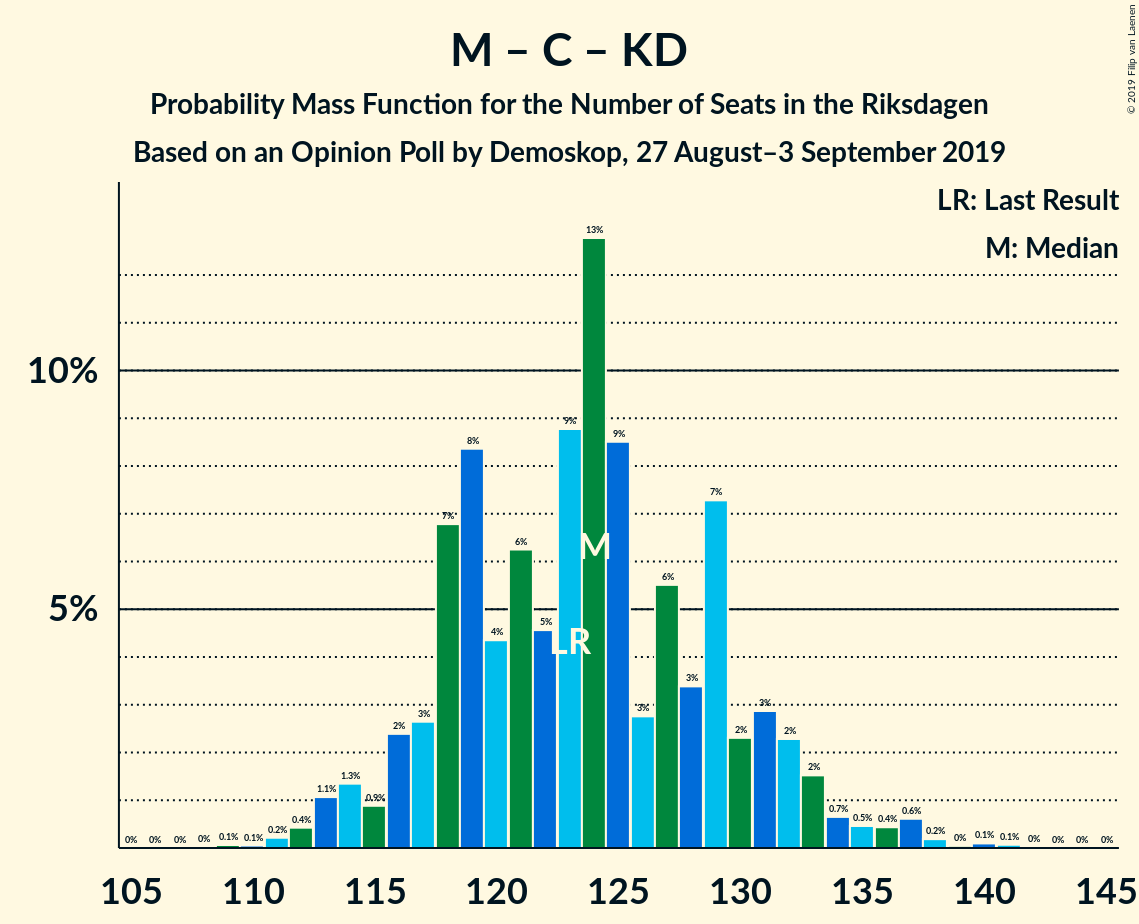 M – C – KD
Probability Mass Function for the Number of Seats in the Riksdagen
Based on an Opinion Poll by Demoskop, 27 August–3 September 2019
© 2019 Filip van Laenen
LR: Last Result
M: Median
10%
5%
0% 0% 0% 0% 0.1% 0.1% 0.2% 0.4% 1.1% 1.3% 0.9% 2% 3% 7% 8% 4% 6% 5% 9% 13% 9% 3% 6% 3% 7% 2% 3% 2% 2% 0.7% 0.5% 0.4% 0.6% 0.2% 0% 0.1% 0.1% 0% 0% 0% 0%
M
LR
105 110 115 120 125 130 135 140 145